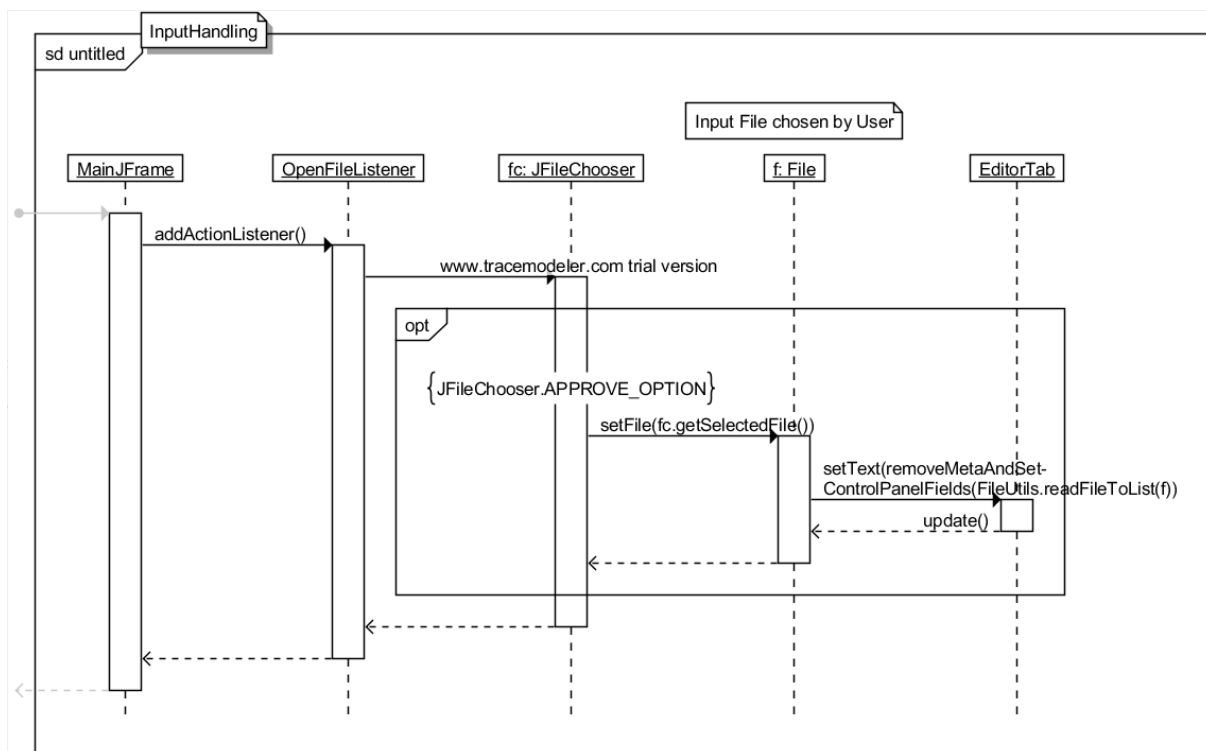 InputHandling
sd untitled
Input File chosen by User
MainJFrame
OpenFileListener
fc: JFileChooser
f: File
EditorTab
addActionListener()
www.tracemodeler.com trial version
opt
{JFileChooser.APPROVE_OPTION}
setFile(fc.getSelectedFile())
setText(removeMetaAndSet-
ControlPanelFields(FileUtils.readFileToList(f))
update()